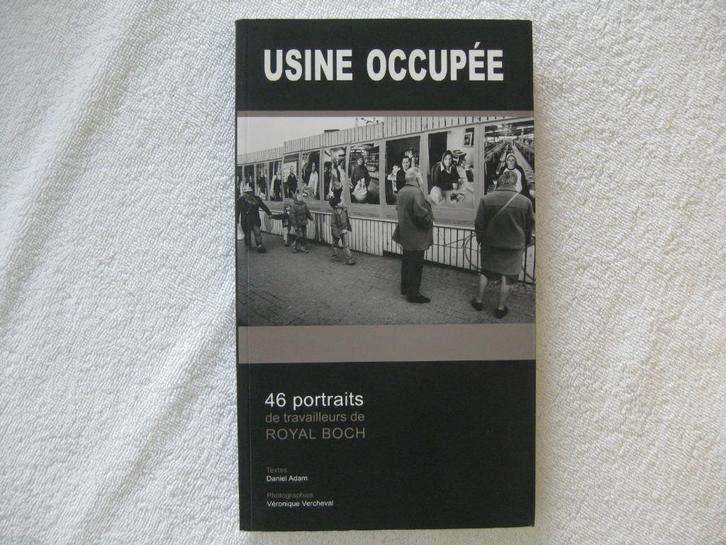 USINE OCCUPÉE
46 portraits
de travailleurs de
ROYAL BOCH
Textes
Daniel Adam
Photographies
Véronique Vercheval